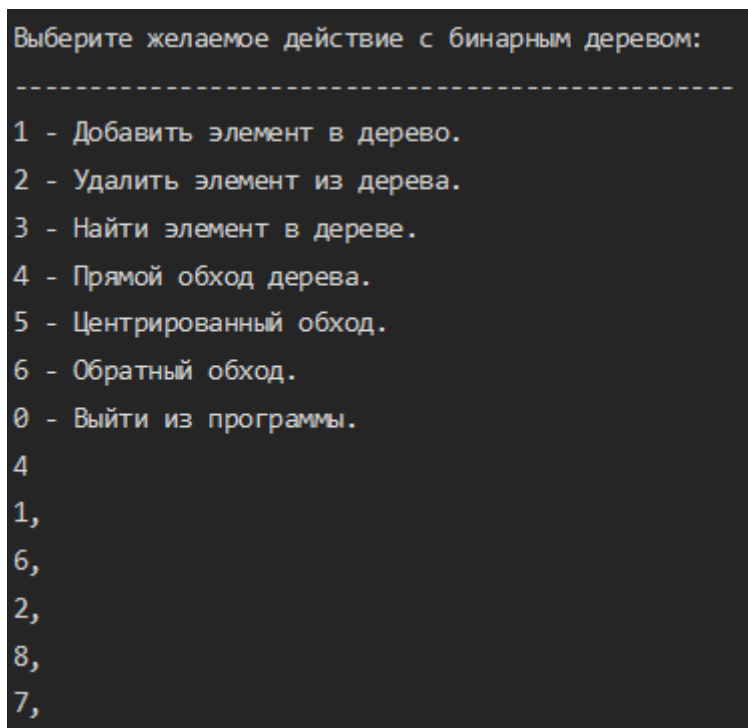 Выберите желаемое действие с бинарным деревом:
-------------------------------------------------
1 - Добавить элемент в дерево.
2 - Удалить элемент из дерева.
3 - Найти элемент в дереве.
4 - Прямой обход дерева.
5 - Центрированный обход.
6 - Обратный обход.
0 - Выйти из программы.
4
1,
6,
2,
8,
7,